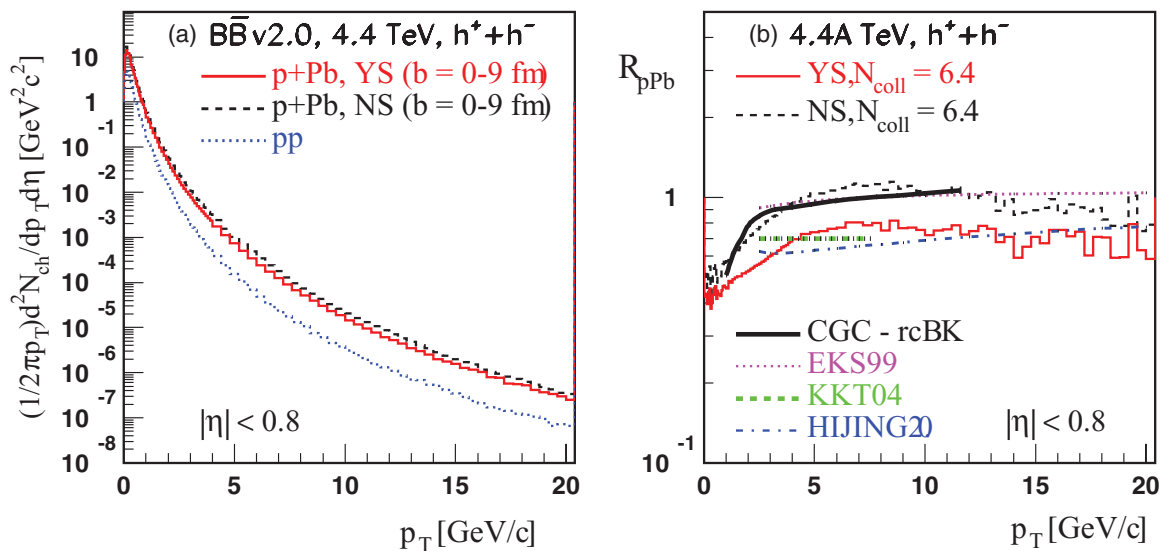 (a) BB̅ v2.0, 4.4 TeV, h⁺+h⁻
p+Pb, YS (b = 0-9 fm)
p+Pb, NS (b = 0-9 fm)
pp
(1/2πp_T)d²N_ch/dp_Tdη [GeV⁻²c²]
10
1
10⁻¹
10⁻²
10⁻³
10⁻⁴
10⁻⁵
10⁻⁶
10⁻⁷
10⁻⁸
|η| < 0.8
0 5 10 15 20
p_T [GeV/c]
(b) 4.4A TeV, h⁺+h⁻
R_pPb
YS,N_coll = 6.4
NS,N_coll = 6.4
1
10⁻¹
CGC - rcBK
EKS99
KKT04
HIJING2.0
|η| < 0.8
0 5 10 15 20
p_T [GeV/c]